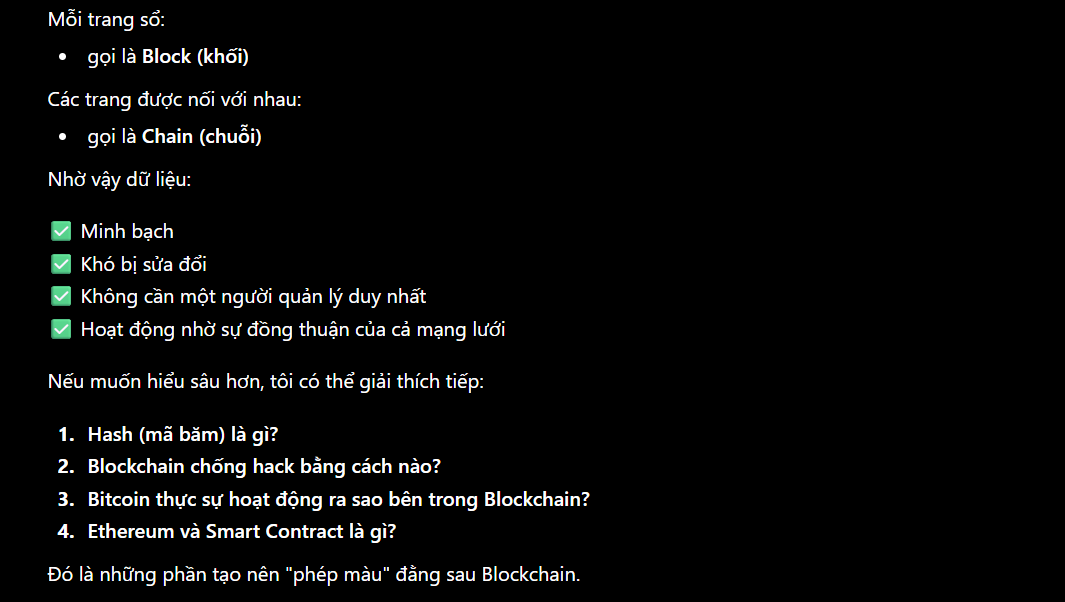 Mỗi trang sổ:
• gọi là Block (khối)
Các trang được nối với nhau:
• gọi là Chain (chuỗi)
Nhờ vậy dữ liệu:
✅ Minh bạch
✅ Khó bị sửa đổi
✅ Không cần một người quản lý duy nhất
✅ Hoạt động nhờ sự đồng thuận của cả mạng lưới
Nếu muốn hiểu sâu hơn, tôi có thể giải thích tiếp:
1. Hash (mã băm) là gì?
2. Blockchain chống hack bằng cách nào?
3. Bitcoin thực sự hoạt động ra sao bên trong Blockchain?
4. Ethereum và Smart Contract là gì?
Đó là những phần tạo nên "phép màu" đằng sau Blockchain.